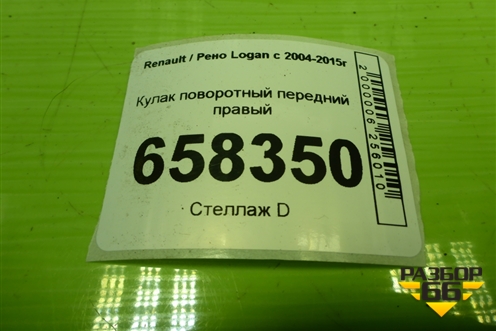 Renault / Рено Logan с 2004-2015г
Кулак поворотный передний
правый
658350
Стеллаж D
2000006256010
РАЗБОР
66